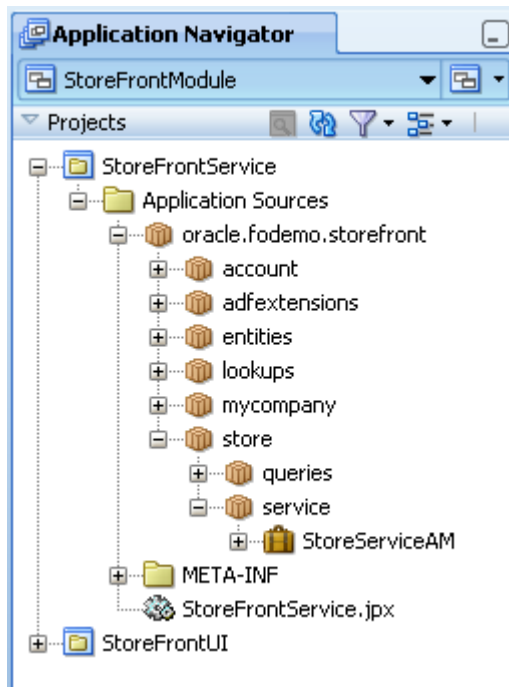 Application Navigator
StoreFrontModule
Projects
StoreFrontService
Application Sources
oracle.fodemo.storefront
account
adfextensions
entities
lookups
mycompany
store
queries
service
StoreServiceAM
META-INF
StoreFrontService.jpx
StoreFrontUI